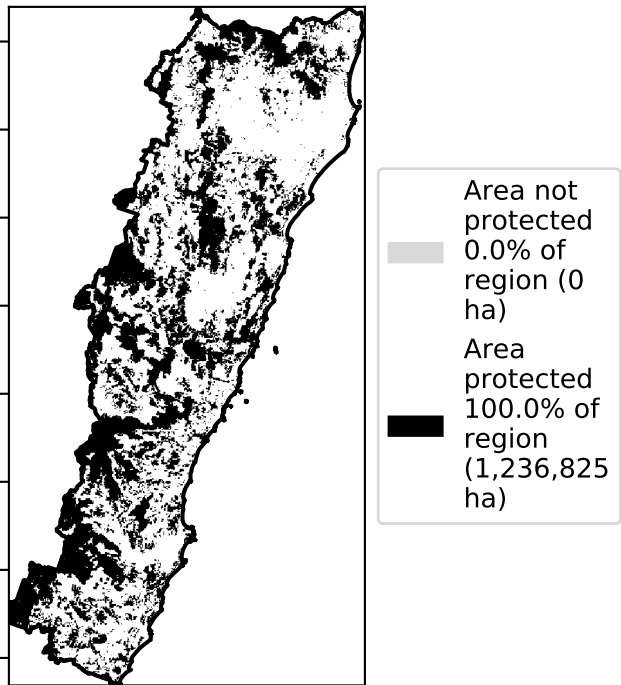 Area not
protected
0.0% of
region (0
ha)
Area
protected
100.0% of
region
(1,236,825
ha)